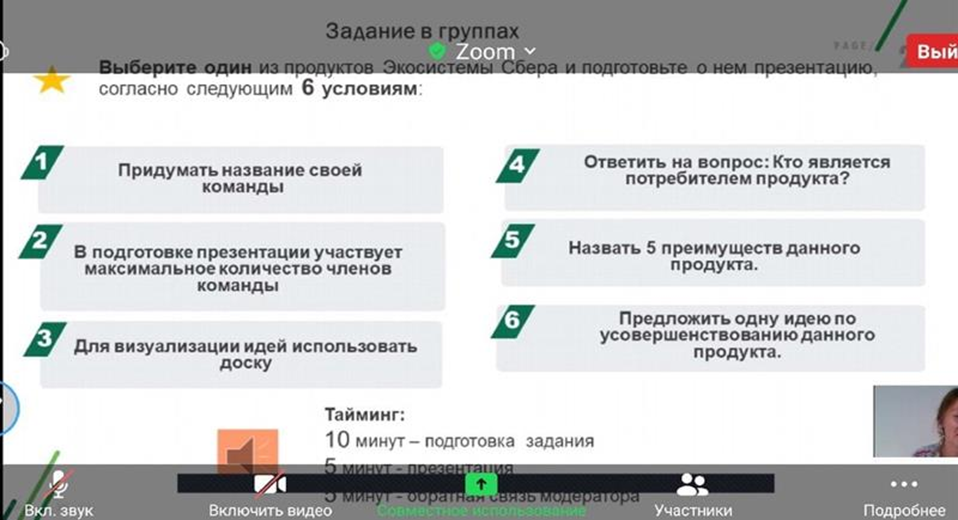 Задание в группах
Zoom
PAGE
Вый
Выберите один из продуктов Экосистемы Сбера и подготовьте о нем презентацию,
согласно следующим 6 условиям:
1
Придумать название своей
команды
2
В подготовке презентации участвует
максимальное количество членов
команды
3
Для визуализации идей использовать
доску
4
Ответить на вопрос: Кто является
потребителем продукта?
5
Назвать 5 преимуществ данного
продукта.
6
Предложить одну идею по
усовершенствованию данного
продукта.
Тайминг:
10 минут – подготовка задания
5 минут - презентация
5 минут - обратная связь модератора
Вкл. звук
Включить видео
Совместное использование
Участники
Подробнее